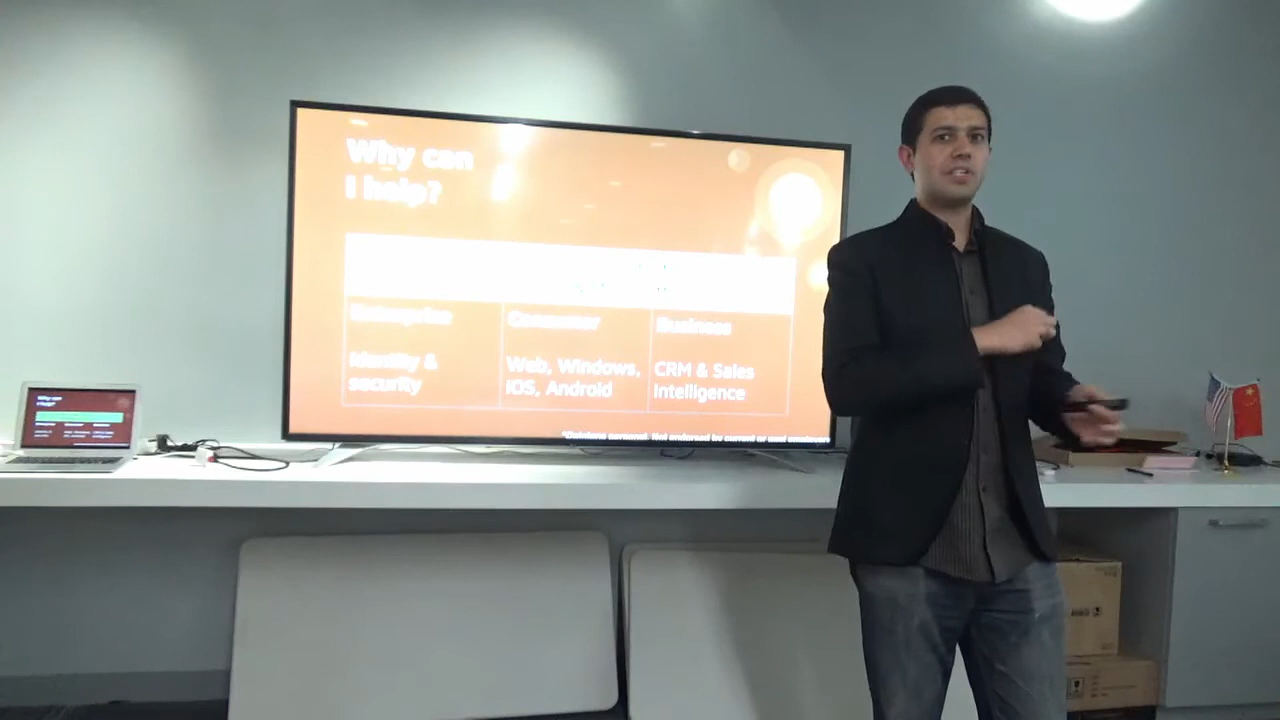 Why can
I help?
Enterprise
Consumer
Business
Identity &
security
Web, Windows,
iOS, Android
CRM & Sales
Intelligence